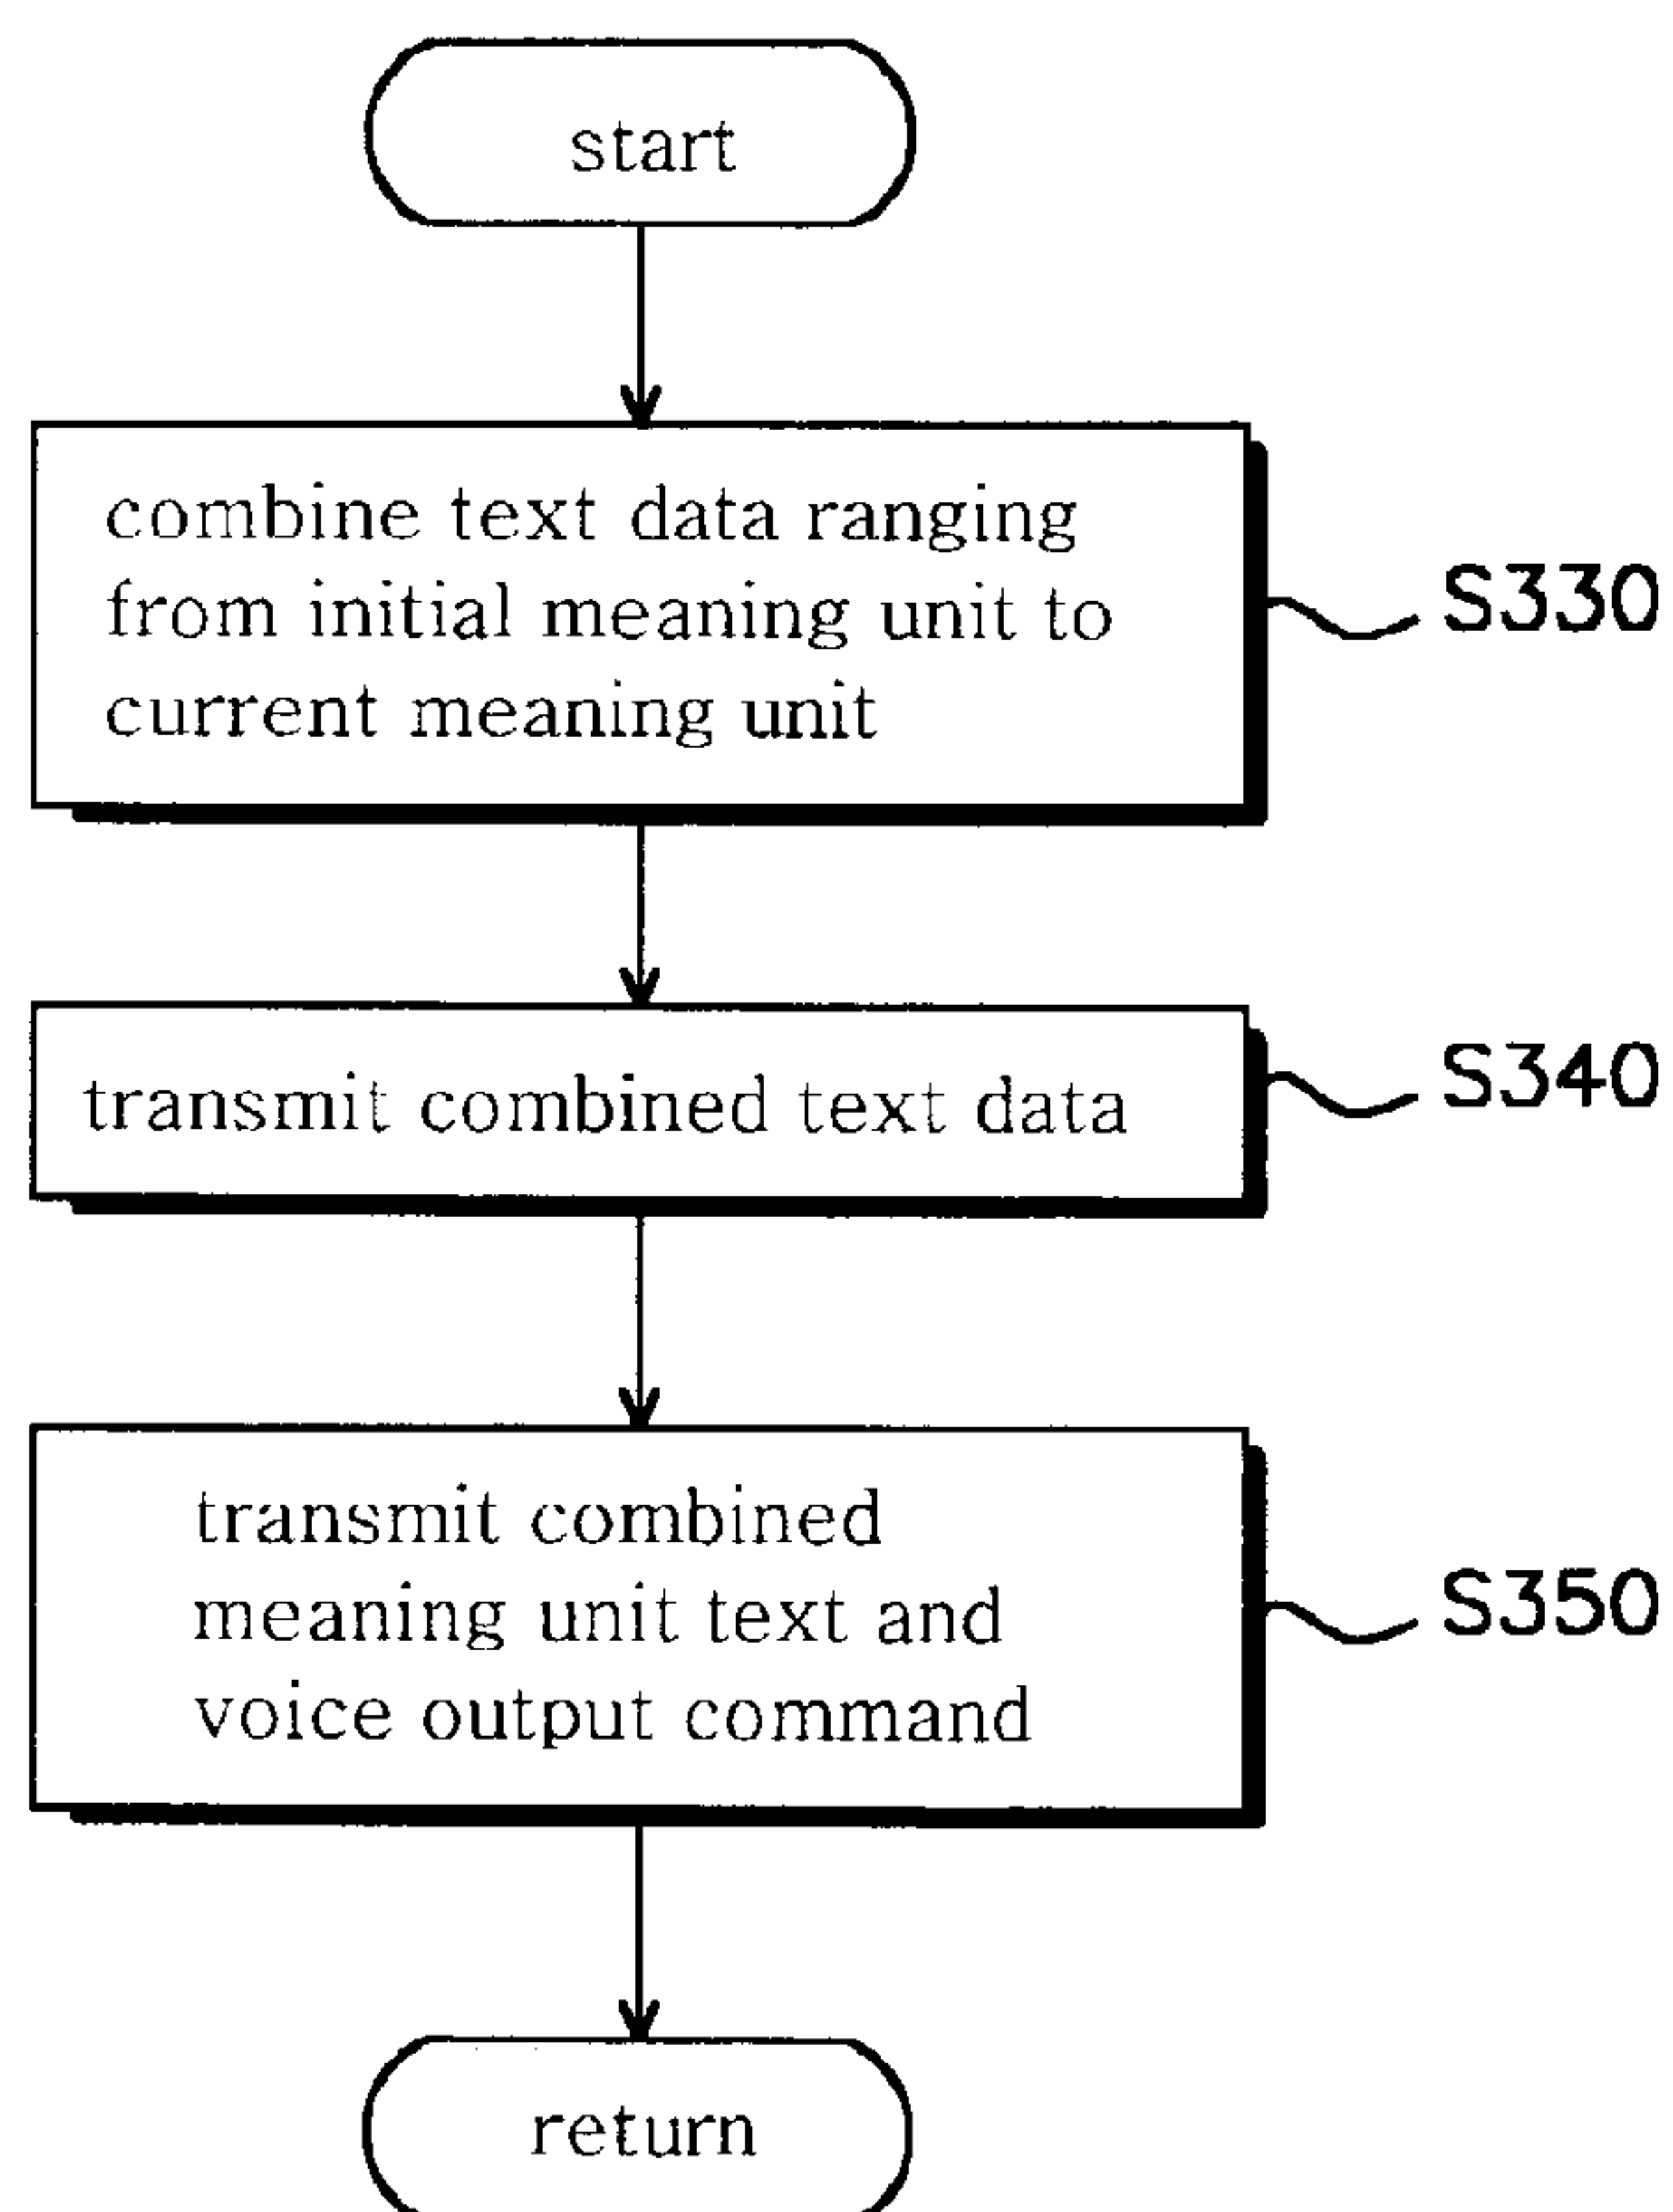 start
combine text data ranging
from initial meaning unit to
current meaning unit
S330
transmit combined text data
S340
transmit combined
meaning unit text and
voice output command
S350
return